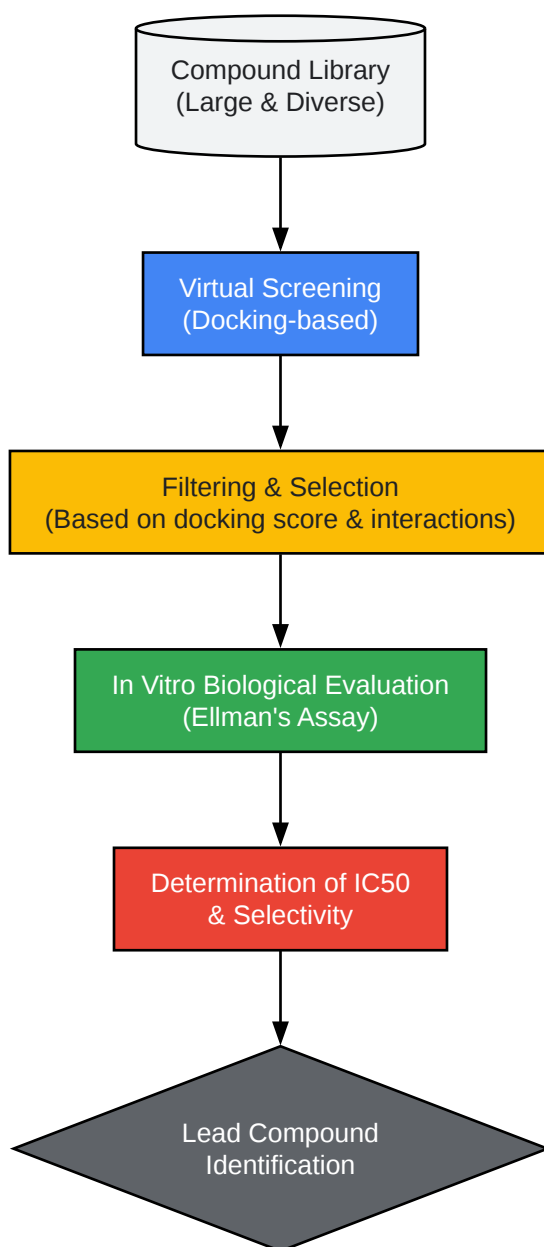 Compound Library
(Large & Diverse)
Virtual Screening
(Docking-based)
Filtering & Selection
(Based on docking score & interactions)
In Vitro Biological Evaluation
(Ellman's Assay)
Determination of IC50
& Selectivity
Lead Compound
Identification